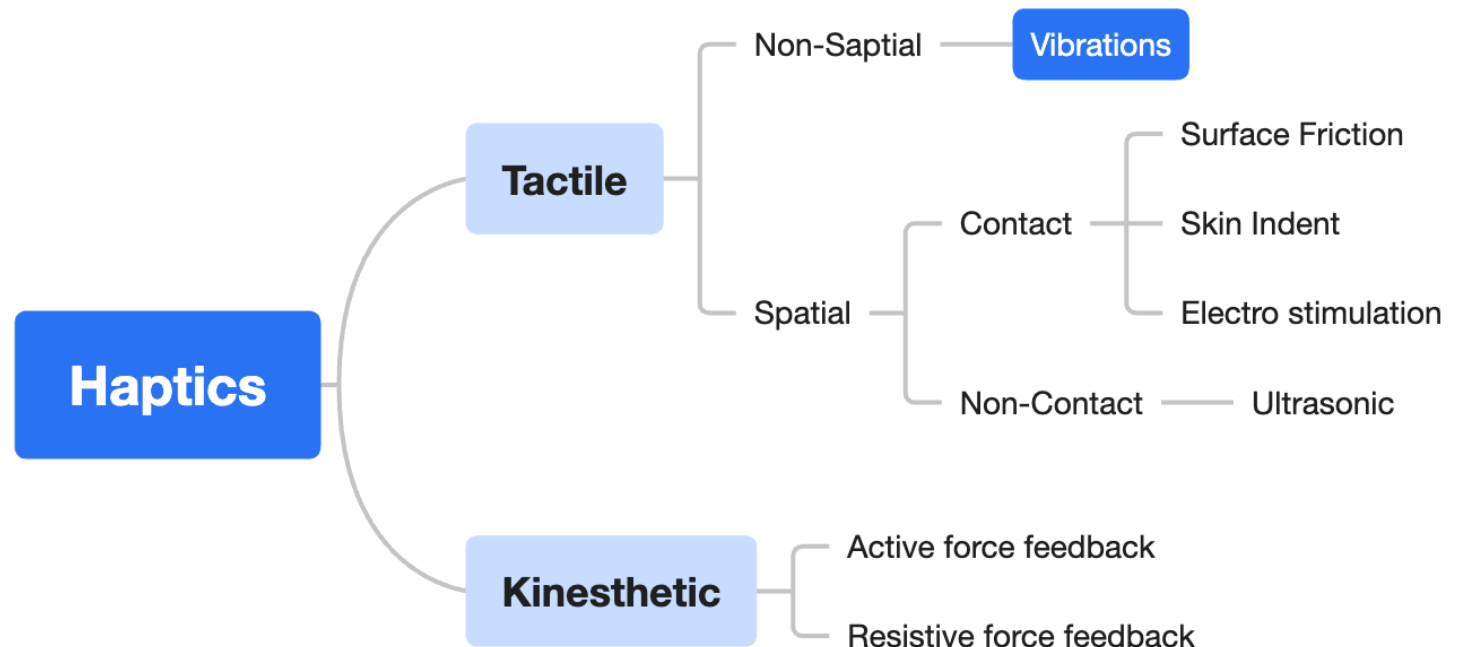 Haptics
Tactile
Non-Saptial
Vibrations
Spatial
Contact
Surface Friction
Skin Indent
Electro stimulation
Non-Contact
Ultrasonic
Kinesthetic
Active force feedback
Resistive force feedback